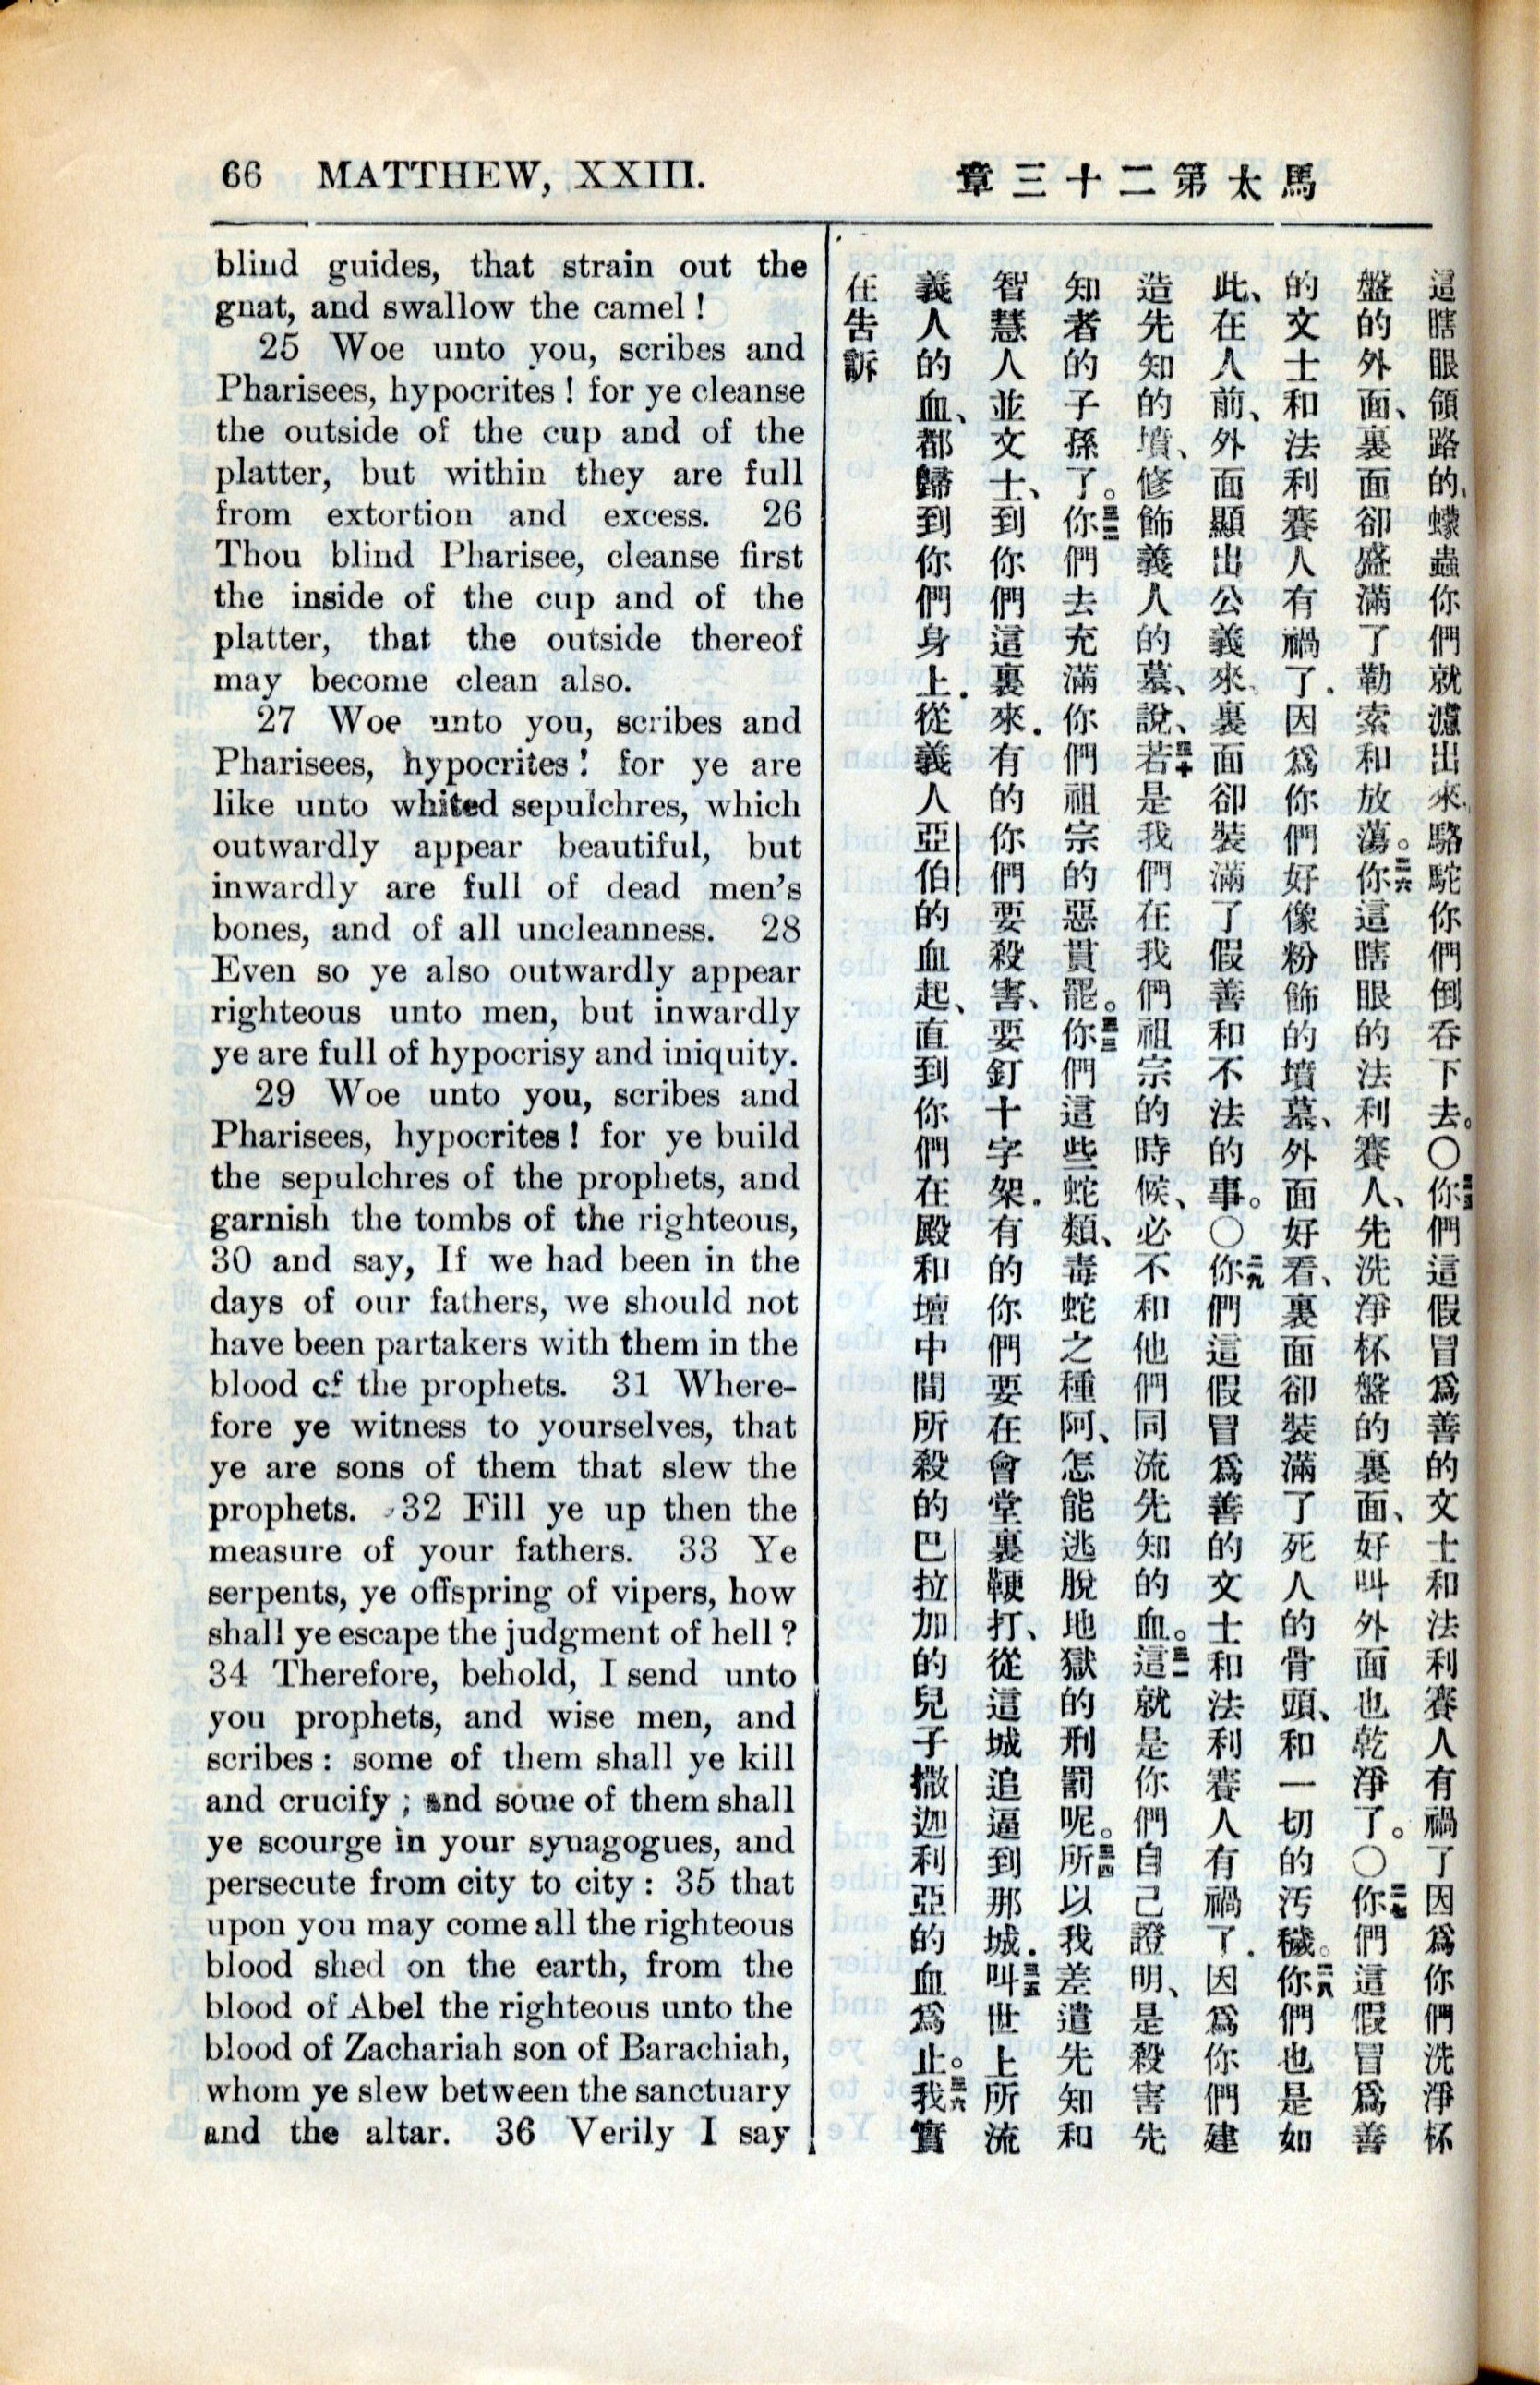 66 MATTHEW, XXIII.
章三十二第太馬
blind guides, that strain out the
gnat, and swallow the camel!
25 Woe unto you, scribes and
Pharisees, hypocrites! for ye cleanse
the outside of the cup and of the
platter, but within they are full
from extortion and excess. 26
Thou blind Pharisee, cleanse first
the inside of the cup and of the
platter, that the outside thereof
may become clean also.
27 Woe unto you, scribes and
Pharisees, hypocrites! for ye are
like unto whited sepulchres, which
outwardly appear beautiful, but
inwardly are full of dead men's
bones, and of all uncleanness. 28
Even so ye also outwardly appear
righteous unto men, but inwardly
ye are full of hypocrisy and iniquity.
29 Woe unto you, scribes and
Pharisees, hypocrites! for ye build
the sepulchres of the prophets, and
garnish the tombs of the righteous,
30 and say, If we had been in the
days of our fathers, we should not
have been partakers with them in the
blood of the prophets. 31 Where-
fore ye witness to yourselves, that
ye are sons of them that slew the
prophets. 32 Fill ye up then the
measure of your fathers. 33 Ye
serpents, ye offspring of vipers, how
shall ye escape the judgment of hell?
34 Therefore, behold, I send unto
you prophets, and wise men, and
scribes: some of them shall ye kill
and crucify; and some of them shall
ye scourge in your synagogues, and
persecute from city to city: 35 that
upon you may come all the righteous
blood shed on the earth, from the
blood of Abel the righteous unto the
blood of Zachariah son of Barachiah,
whom ye slew between the sanctuary
and the altar. 36 Verily I say
這瞎眼領路的、蠓蟲你們就濾出來、駱駝你們倒吞下去。〇二五你們這假冒爲善的文士和法利賽人有禍了因爲你們洗淨杯
盤的外面、裏面卻盛滿了勒索和放蕩。二六你這瞎眼的法利賽人、先洗淨杯盤的裏面、好叫外面也乾淨了。〇二七你們這假冒爲善
的文士和法利賽人有禍了．因爲你們好像粉飾的墳墓、外面好看、裏面卻裝滿了死人的骨頭、和一切的污穢。二八你們也是如
此、在人前、外面顯出公義來、裏面卻裝滿了假善和不法的事。〇二九你們這假冒爲善的文士和法利賽人有禍了．因爲你們建
造先知的墳、修飾義人的墓、說、三十若是我們在我們祖宗的時候、必不和他們同流先知的血。三一這就是你們自己證明、是殺害先
知者的子孫了。三二你們去充滿你們祖宗的惡貫罷。三三你們這些蛇類、毒蛇之種阿、怎能逃脫地獄的刑罰呢。三四所以我差遣先知和
智慧人並文士、到你們這裏來．有的你們要殺害、要釘十字架．有的你們要在會堂裏鞭打、從這城追逼到那城．三五叫世上所流
義人的血、都歸到你們身上．從義人亞伯的血起、直到你們在殿和壇中間所殺的巴拉加的兒子撒迦利亞的血爲止。三六我實
在告訴